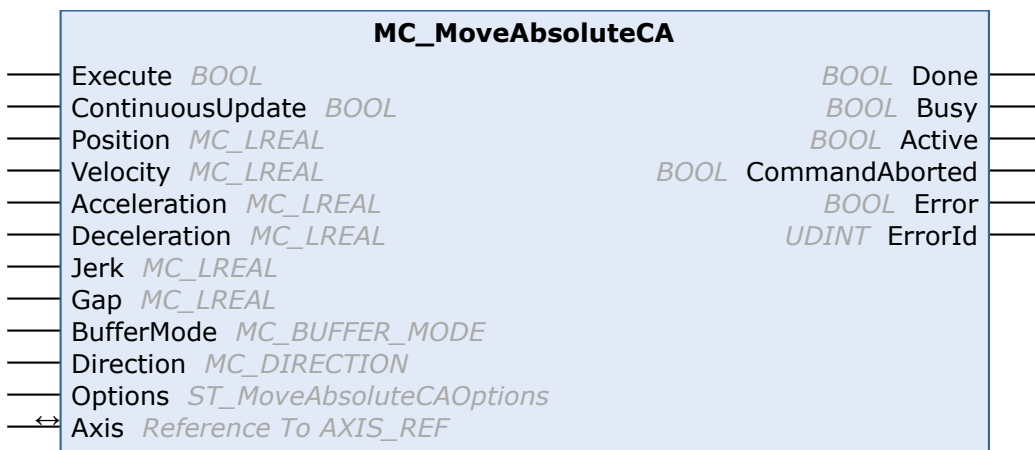 MC_MoveAbsoluteCA
Execute BOOL BOOL Done
ContinuousUpdate BOOL BOOL Busy
Position MC_LREAL BOOL Active
Velocity MC_LREAL BOOL CommandAborted
Acceleration MC_LREAL BOOL Error
Deceleration MC_LREAL UDINT ErrorId
Jerk MC_LREAL
Gap MC_LREAL
BufferMode MC_BUFFER_MODE
Direction MC_DIRECTION
Options ST_MoveAbsoluteCAOptions
↔ Axis Reference To AXIS_REF